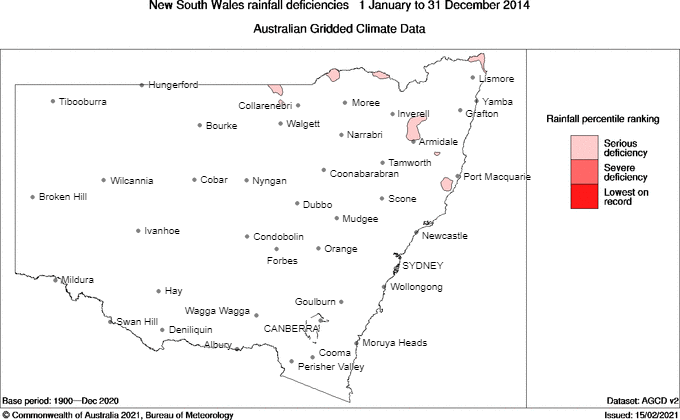 New South Wales rainfall deficiencies 1 January to 31 December 2014
Australian Gridded Climate Data
Lismore
Hungerford
Tibooburra
Collarenebri
Moree
Yamba
Inverell
Grafton
Bourke
Walgett
Narrabri
Armidale
Rainfall percentile ranking
Serious
deficiency
Severe
deficiency
Lowest on
record
Tamworth
Coonabarabran
Port Macquarie
Wilcannia
Cobar
Nyngan
Broken Hill
Scone
Dubbo
Mudgee
Ivanhoe
Condobolin
Newcastle
Orange
Forbes
SYDNEY
Mildura
Hay
Wollongong
Goulburn
Wagga Wagga
Swan Hill
Deniliquin
CANBERRA
Albury
Moruya Heads
Cooma
Perisher Valley
Base period: 1900—Dec 2020
Dataset: AGCD v2
© Commonwealth of Australia 2021, Bureau of Meteorology
Issued: 15/02/2021